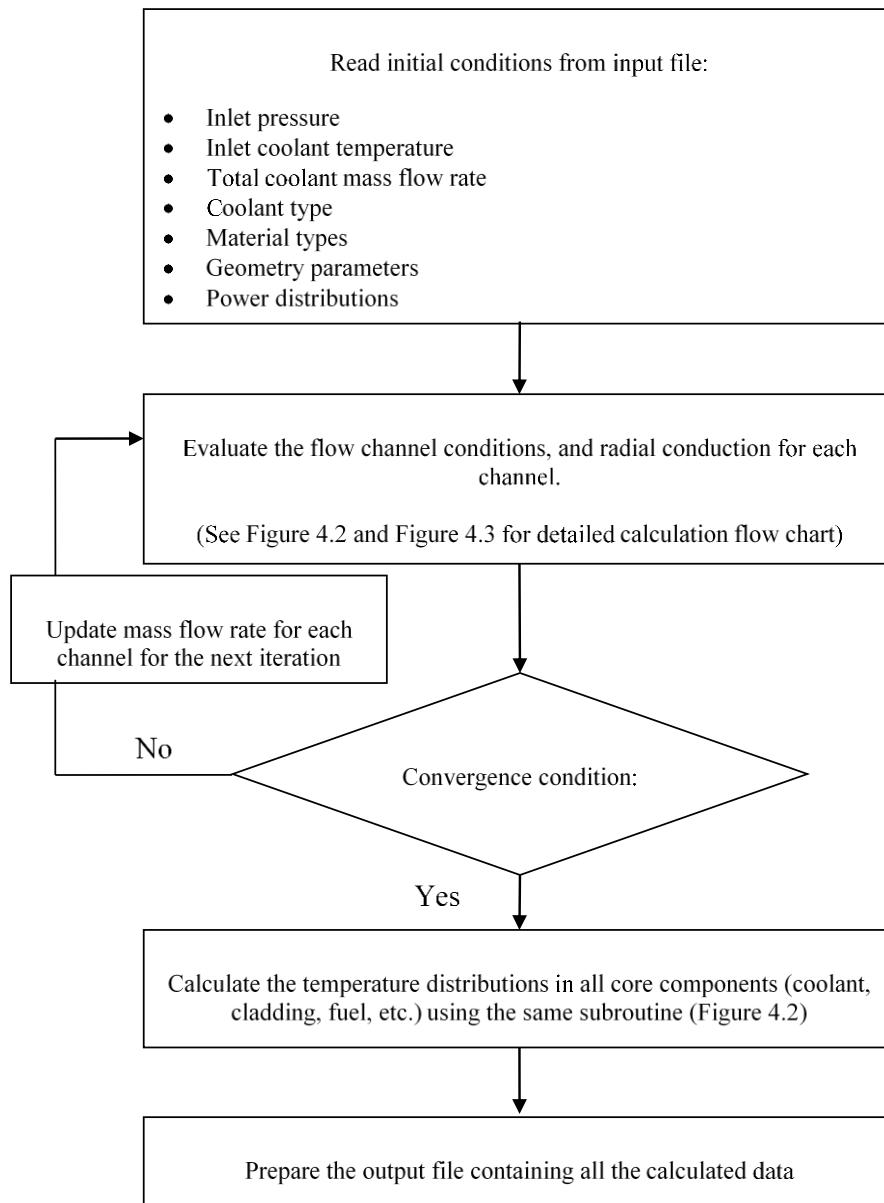 Read initial conditions from input file:
• Inlet pressure
• Inlet coolant temperature
• Total coolant mass flow rate
• Coolant type
• Material types
• Geometry parameters
• Power distributions
Evaluate the flow channel conditions, and radial conduction for each
channel.
(See Figure 4.2 and Figure 4.3 for detailed calculation flow chart)
Update mass flow rate for each
channel for the next iteration
No
Convergence condition:
Yes
Calculate the temperature distributions in all core components (coolant,
cladding, fuel, etc.) using the same subroutine (Figure 4.2)
Prepare the output file containing all the calculated data